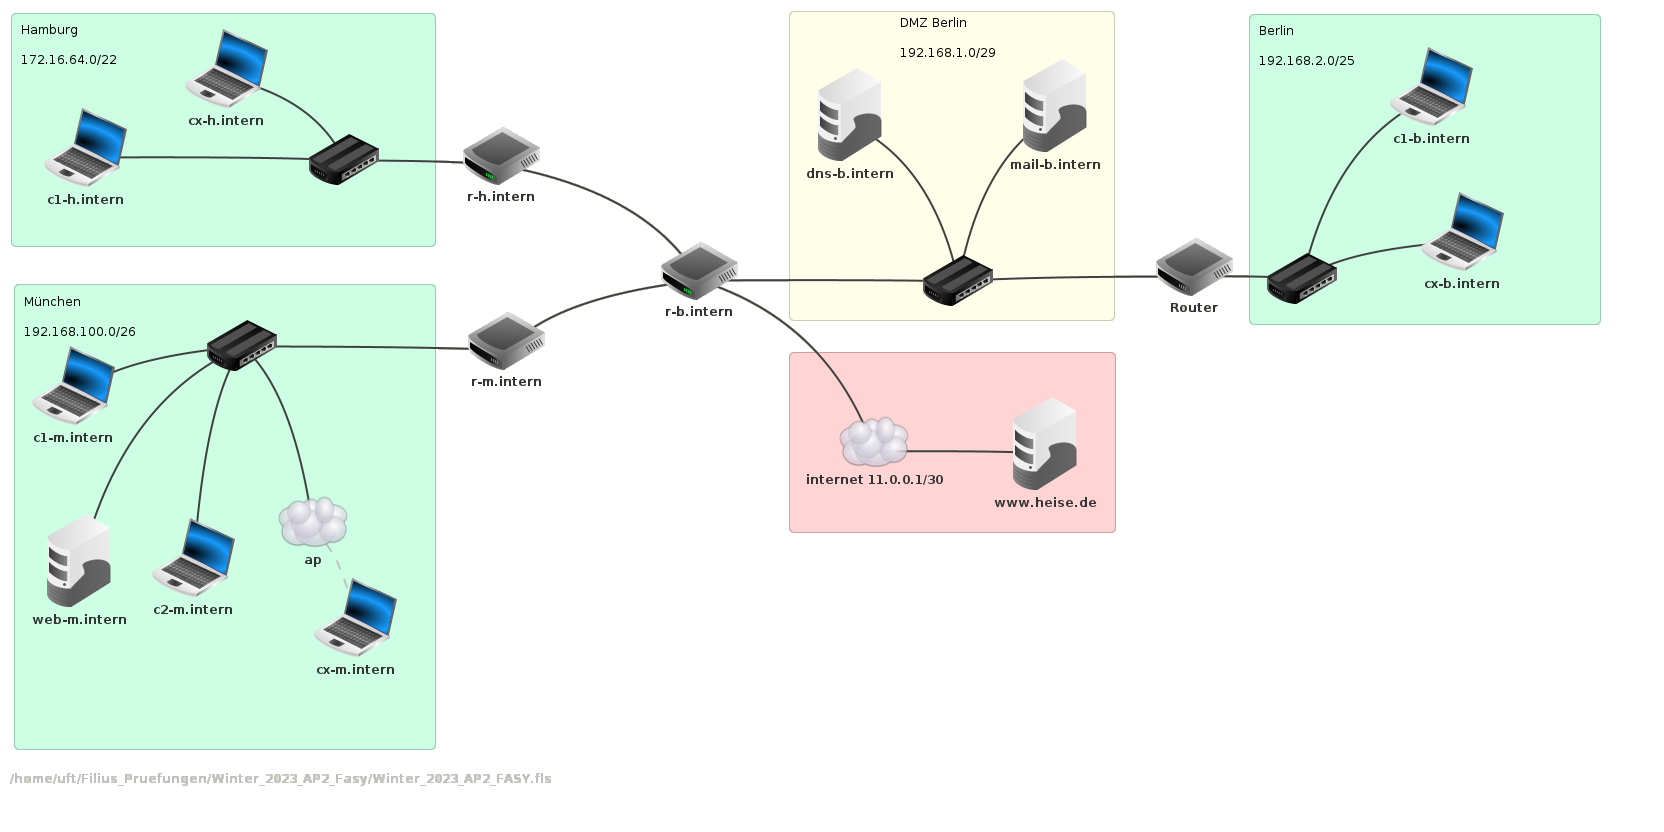 Hamburg
172.16.64.0/22
cx-h.intern
c1-h.intern
r-h.intern
München
192.168.100.0/26
c1-m.intern
web-m.intern
c2-m.intern
ap
cx-m.intern
r-m.intern
r-b.intern
DMZ Berlin
192.168.1.0/29
dns-b.intern
mail-b.intern
internet 11.0.0.1/30
www.heise.de
Router
Berlin
192.168.2.0/25
c1-b.intern
cx-b.intern
/home/uft/Filius_Pruefungen/Winter_2023_AP2_Easy/Winter_2023_AP2_EASY.fls